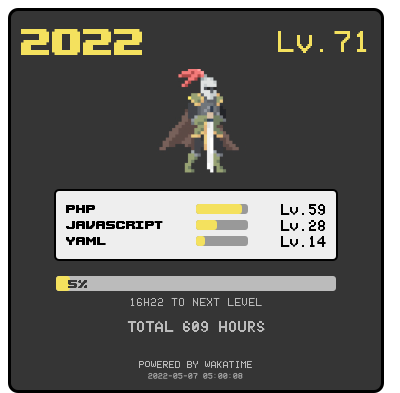 2022 Lv.71
PHP Lv.59
JAVASCRIPT Lv.28
YAML Lv.14
5%
16H22 TO NEXT LEVEL
TOTAL 609 HOURS
POWERED BY WAKATIME
2022-05-07 05:00:08